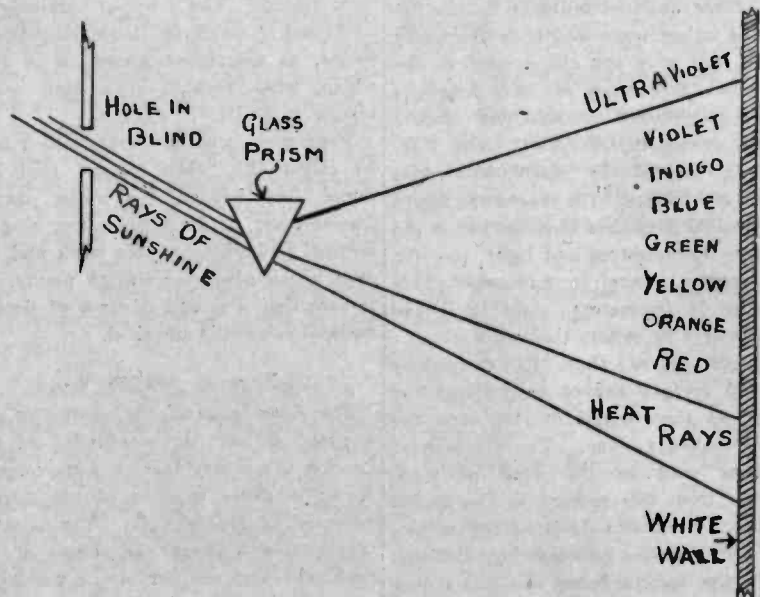 HOLE IN
BLIND
GLASS
PRISM
RAYS OF
SUNSHINE
ULTRA VIOLET
VIOLET
INDIGO
BLUE
GREEN
YELLOW
ORANGE
RED
HEAT RAYS
WHITE
WALL